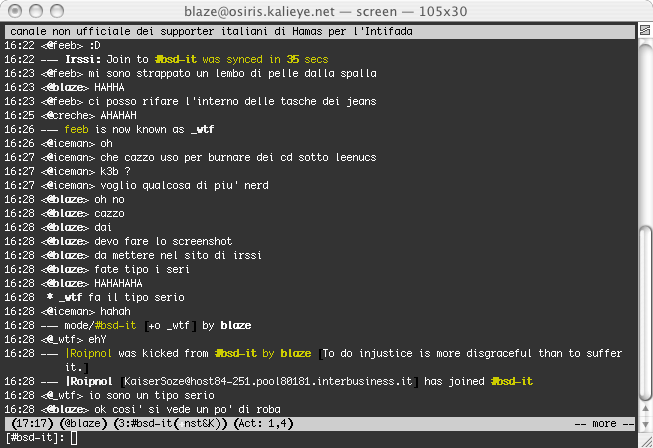 blaze@osiris.kalieye.net — screen — 105x30
canale non ufficiale dei supporter italiani di Hamas per l'Intifada
16:22 <@feeb> :D
16:22 --- Irssi: Join to #bsd-it was synced in 35 secs
16:23 <@feeb> mi sono strappato un lembo di pelle dalla spalla
16:23 <@blaze> HAHHA
16:23 <@feeb> ci posso rifare l'interno delle tasche dei jeans
16:25 <@creche> AHAHAH
16:26 --- feeb is now known as _wtf
16:26 <@iceman> oh
16:27 <@iceman> che cazzo uso per burnare dei cd sotto leenucs
16:27 <@iceman> k3b ?
16:27 <@iceman> voglio qualcosa di piu' nerd
16:28 <@blaze> oh no
16:28 <@blaze> cazzo
16:28 <@blaze> dai
16:28 <@blaze> devo fare lo screenshot
16:28 <@blaze> da mettere nel sito di irssi
16:28 <@blaze> fate tipo i seri
16:28 <@blaze> HAHAHAHA
16:28 * _wtf fa il tipo serio
16:28 <@iceman> hahah
16:28 --- mode/#bsd-it [+o _wtf] by blaze
16:28 <@_wtf> ehY
16:28 --- |Roipnol was kicked from #bsd-it by blaze [To do injustice is more disgraceful than to suffer
it.]
16:28 --- |Roipnol [KaiserSoze@host84-251.pool80181.interbusiness.it] has joined #bsd-it
16:28 <@_wtf> io sono un tipo serio
16:28 <@blaze> ok cosi' si vede un po' di roba
(17:17) (@blaze) (3:#bsd-it( nst&K)) (Act: 1,4) -- more --
[#bsd-it]: